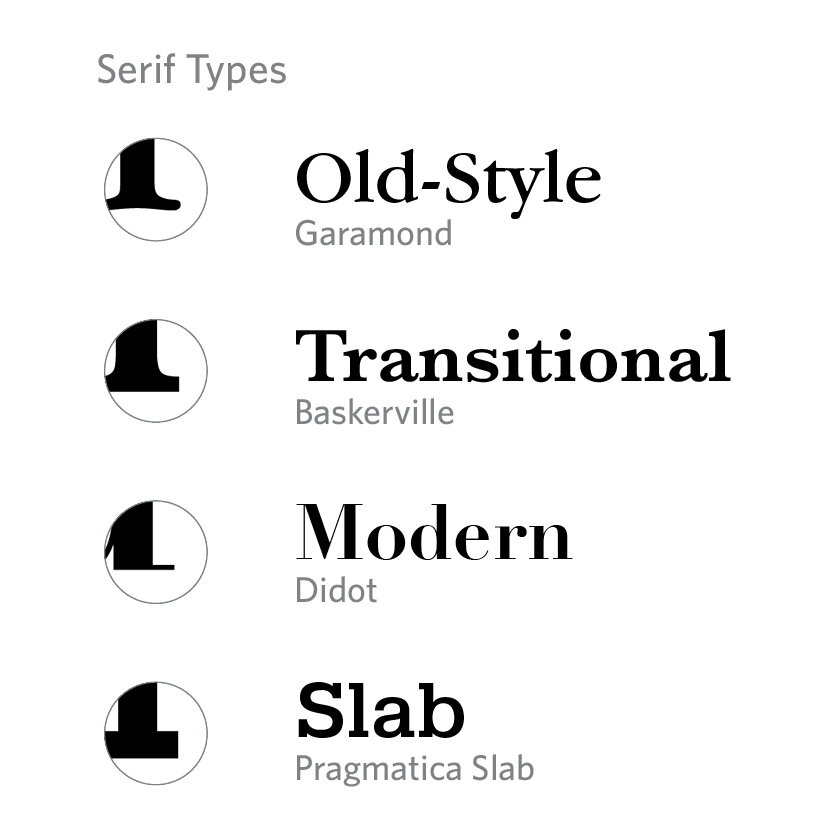 Serif Types
Old-Style
Garamond
Transitional
Baskerville
Modern
Didot
Slab
Pragmatica Slab